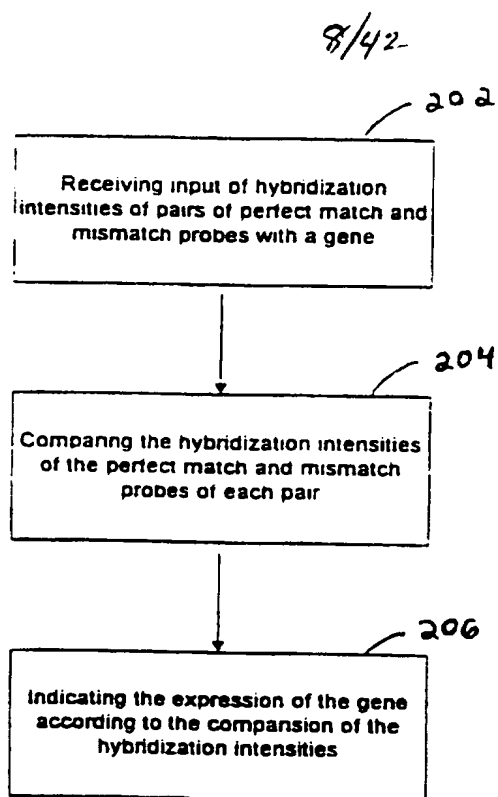 8/42
202
Receiving input of hybridization
intensities of pairs of perfect match and
mismatch probes with a gene
204
Comparing the hybridization intensities
of the perfect match and mismatch
probes of each pair
206
Indicating the expression of the gene
according to the comparision of the
hybridization intensities